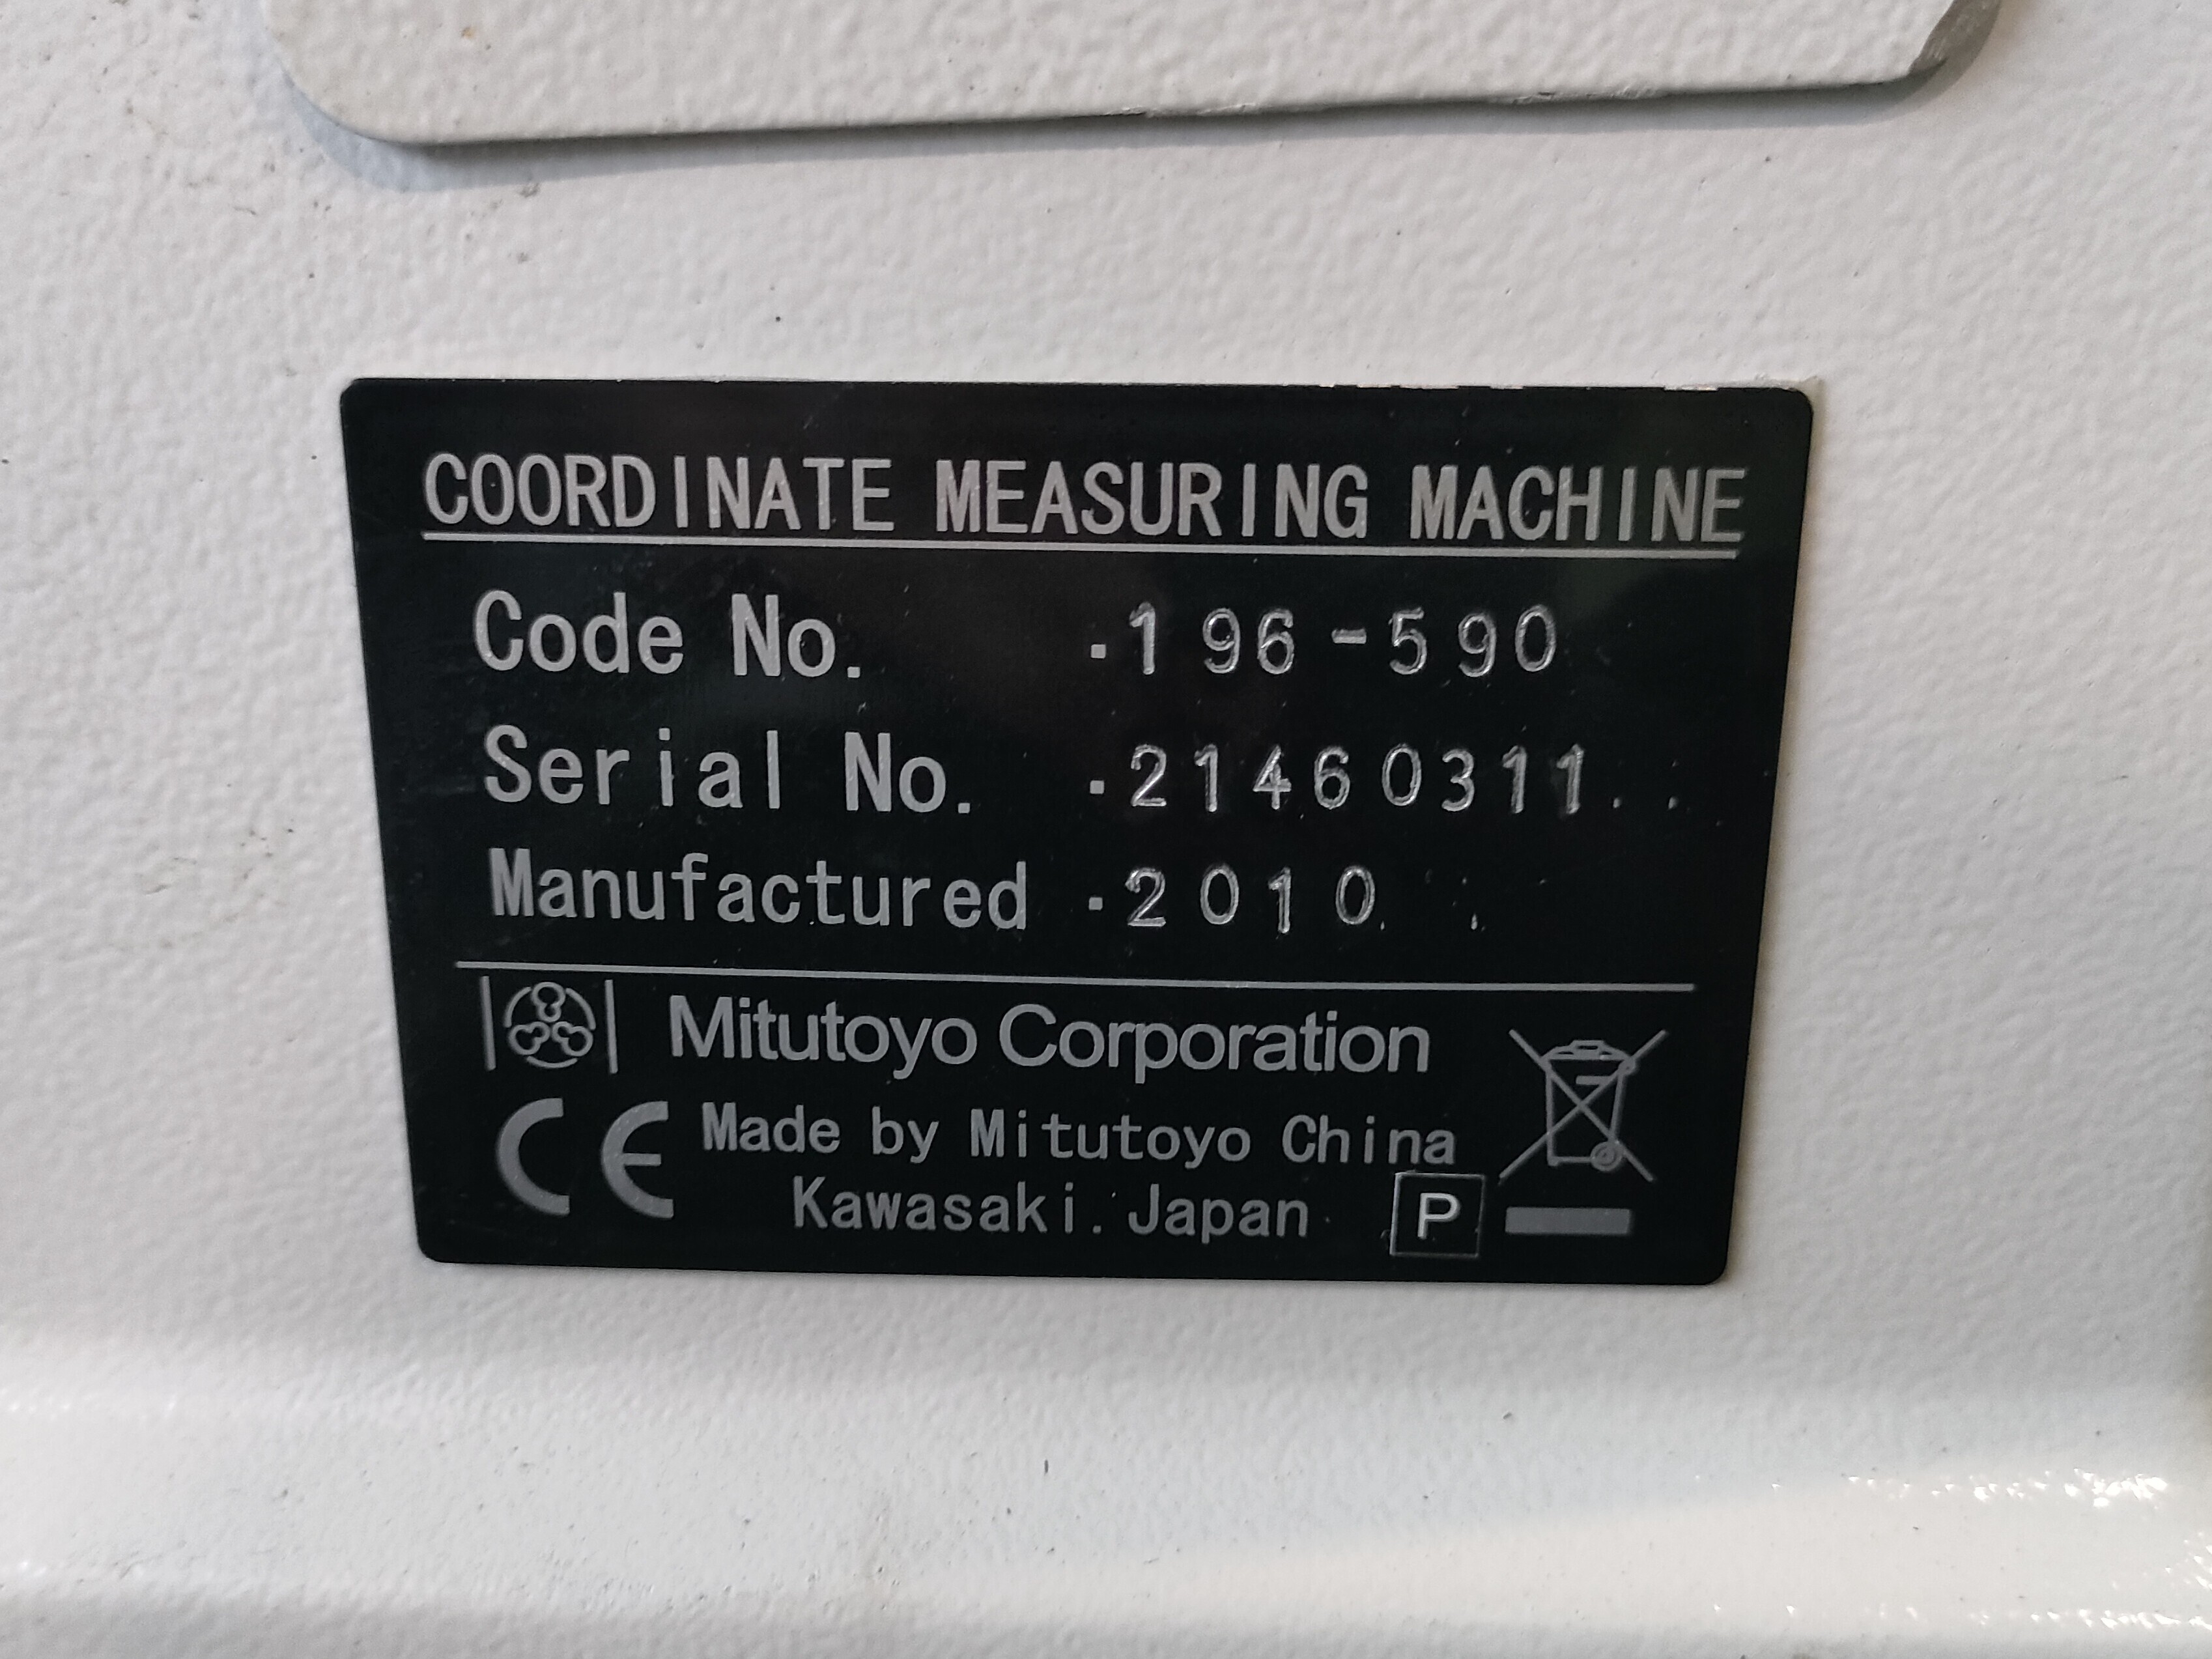 COORDINATE MEASURING MACHINE
Code No. ·196-590
Serial No. ·21460311
Manufactured ·2010
Mitutoyo Corporation
CE Made by Mitutoyo China
Kawasaki. Japan P